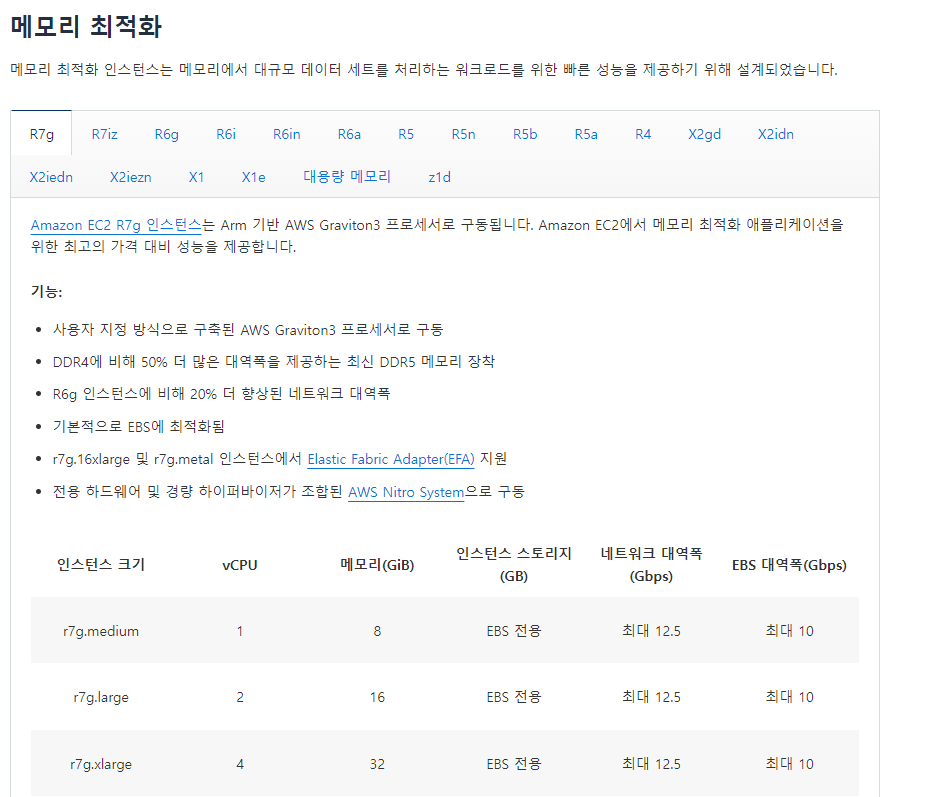 메모리 최적화
메모리 최적화 인스턴스는 메모리에서 대규모 데이터 세트를 처리하는 워크로드를 위한 빠른 성능을 제공하기 위해 설계되었습니다.
R7g R7iz R6g R6i R6in R6a R5 R5n R5b R5a R4 X2gd X2idn
X2iedn X2iezn X1 X1e 대용량 메모리 z1d
Amazon EC2 R7g 인스턴스는 Arm 기반 AWS Graviton3 프로세서로 구동됩니다. Amazon EC2에서 메모리 최적화 애플리케이션을
위한 최고의 가격 대비 성능을 제공합니다.
기능:
• 사용자 지정 방식으로 구축된 AWS Graviton3 프로세서로 구동
• DDR4에 비해 50% 더 많은 대역폭을 제공하는 최신 DDR5 메모리 장착
• R6g 인스턴스에 비해 20% 더 향상된 네트워크 대역폭
• 기본적으로 EBS에 최적화됨
• r7g.16xlarge 및 r7g.metal 인스턴스에서 Elastic Fabric Adapter(EFA) 지원
• 전용 하드웨어 및 경량 하이퍼바이저가 조합된 AWS Nitro System으로 구동
인스턴스 크기 vCPU 메모리(GiB) 인스턴스 스토리지 (GB) 네트워크 대역폭 (Gbps) EBS 대역폭(Gbps)
r7g.medium 1 8 EBS 전용 최대 12.5 최대 10
r7g.large 2 16 EBS 전용 최대 12.5 최대 10
r7g.xlarge 4 32 EBS 전용 최대 12.5 최대 10